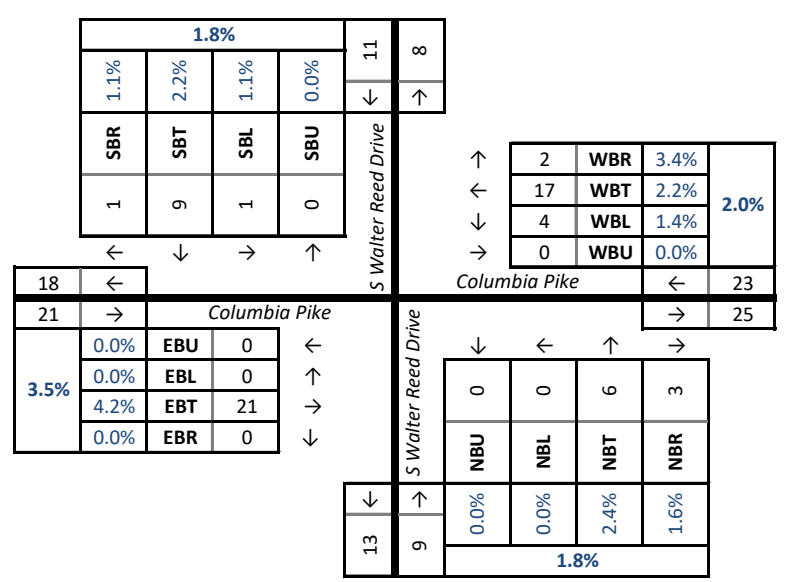 1.8%
11 8
1.1% 2.2% 1.1% 0.0%
↓ ↑
SBR SBT SBL SBU
1 9 1 0
← ↓ → ↑
S Walter Reed Drive
↑ 2 WBR 3.4%
← 17 WBT 2.2%
↓ 4 WBL 1.4%
→ 0 WBU 0.0%
2.0%
18 ←
Columbia Pike
← 23
21 →
Columbia Pike
→ 25
3.5%
0.0% EBU 0 ←
0.0% EBL 0 ↑
4.2% EBT 21 →
0.0% EBR 0 ↓
S Walter Reed Drive
↓ ← ↑ →
0 0 6 3
NBU NBL NBT NBR
↓ ↑
0.0% 0.0% 2.4% 1.6%
13 9
1.8%